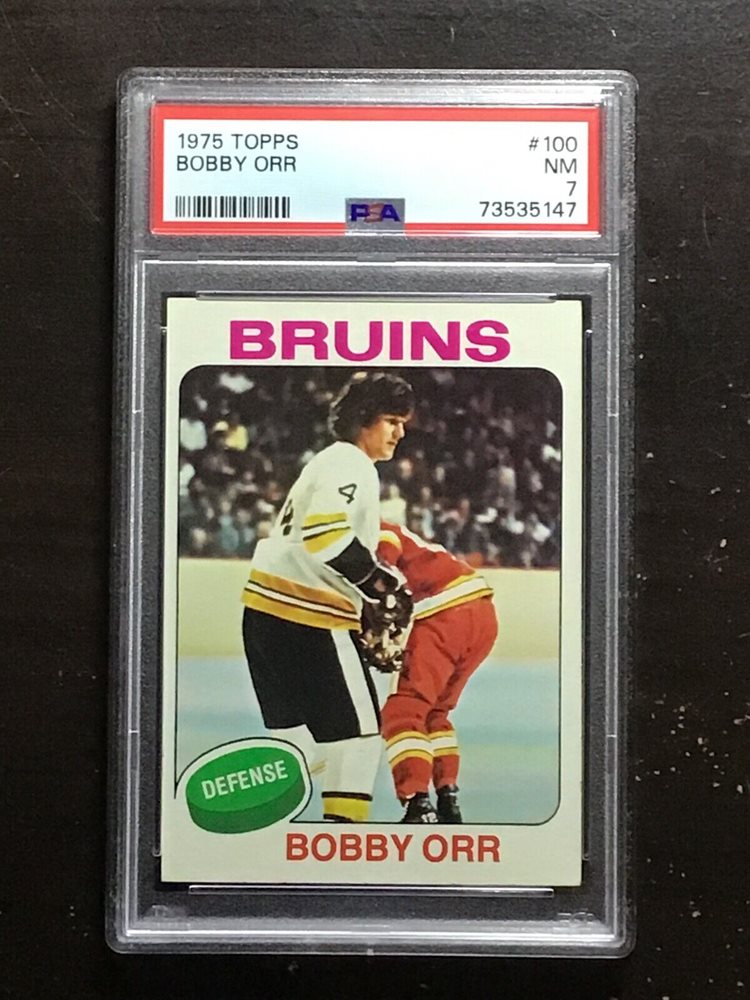 1975 TOPPS #100
BOBBY ORR NM
7
PSA 73535147
BRUINS
4
DEFENSE
BOBBY ORR